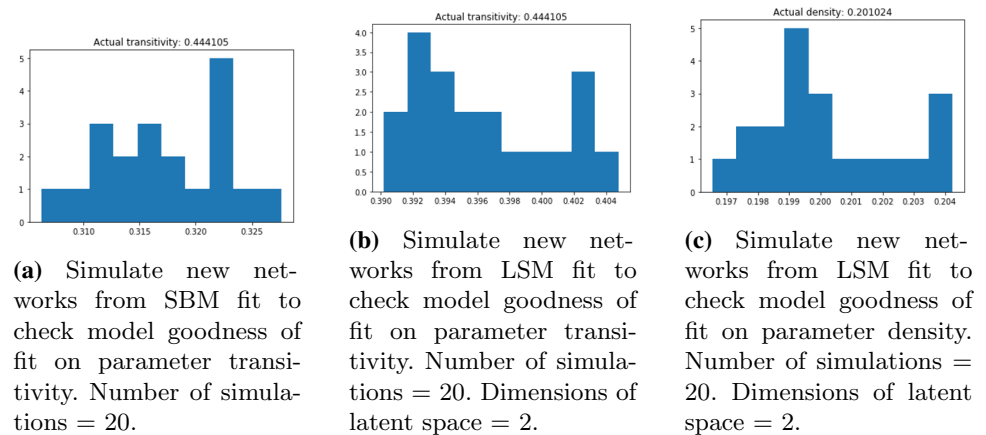 Actual transitivity: 0.444105
5
4
3
2
1
0
0.310
0.315
0.320
0.325
(a) Simulate new net-
works from SBM fit to
check model goodness of
fit on parameter transi-
tivity. Number of simula-
tions = 20.
Actual transitivity: 0.444105
4.0
3.5
3.0
2.5
2.0
1.5
1.0
0.5
0.0
0.390
0.392
0.394
0.396
0.398
0.400
0.402
0.404
(b) Simulate new net-
works from LSM fit to
check model goodness of
fit on parameter transi-
tivity. Number of simula-
tions = 20. Dimensions of
latent space = 2.
Actual density: 0.201024
5
4
3
2
1
0
0.197
0.198
0.199
0.200
0.201
0.202
0.203
0.204
(c) Simulate new net-
works from LSM fit to
check model goodness of
fit on parameter density.
Number of simulations =
20. Dimensions of latent
space = 2.